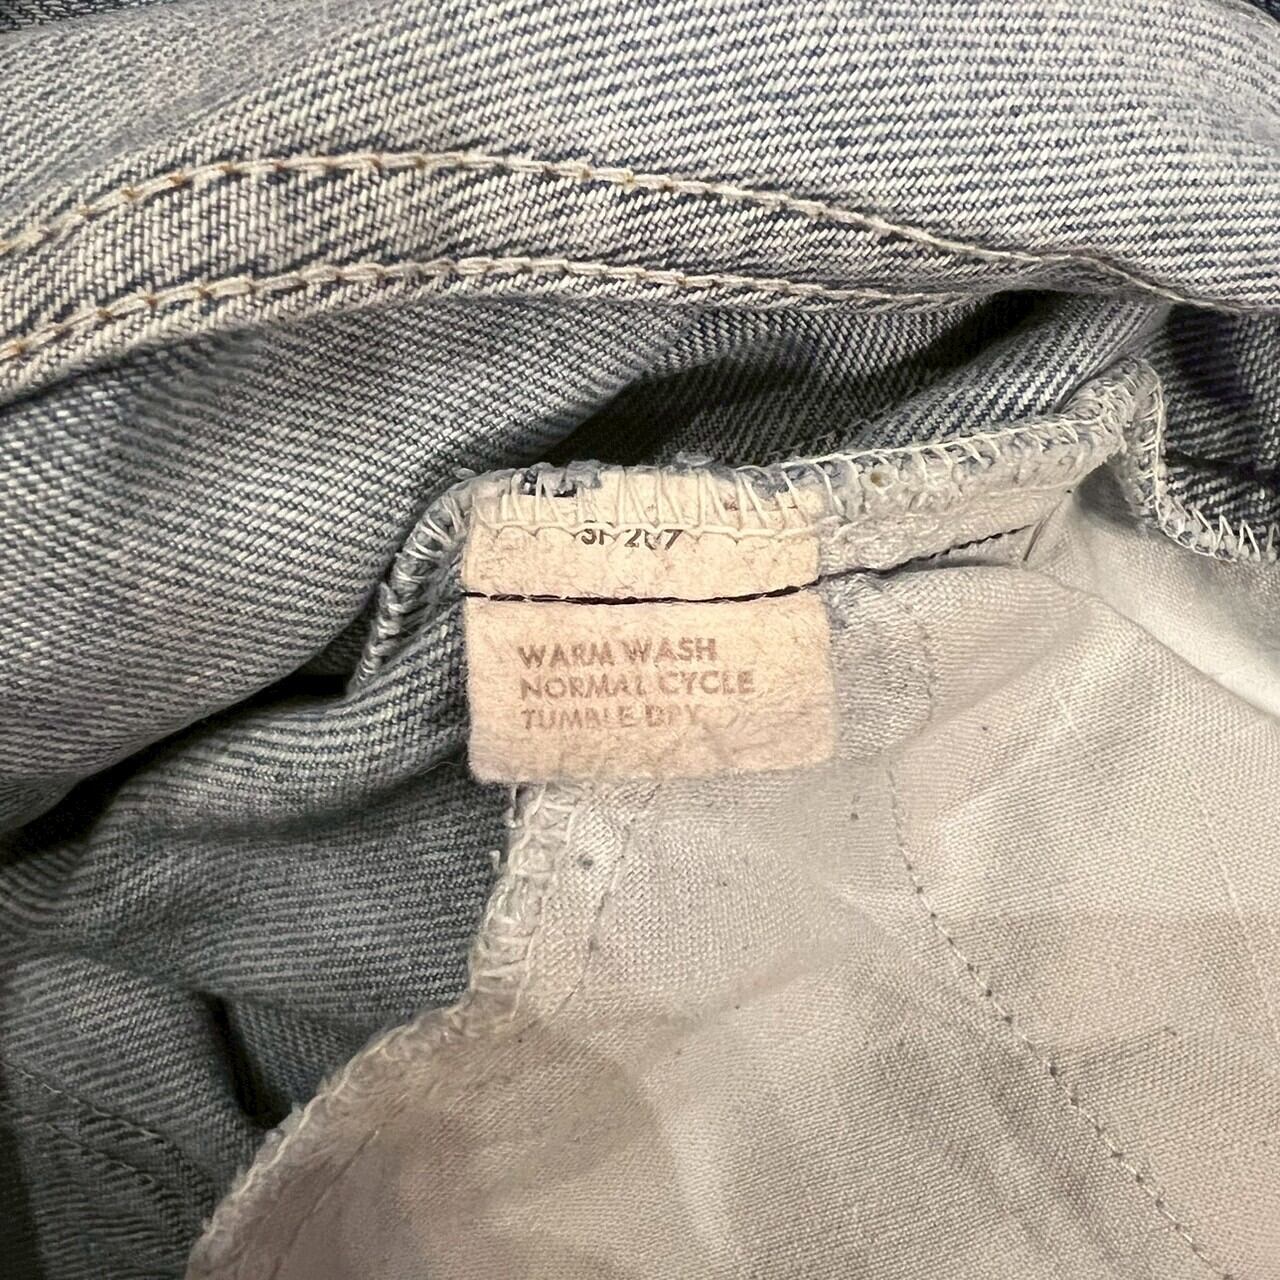 WARM WASH
NORMAL CYCLE
TUMBLE DRY